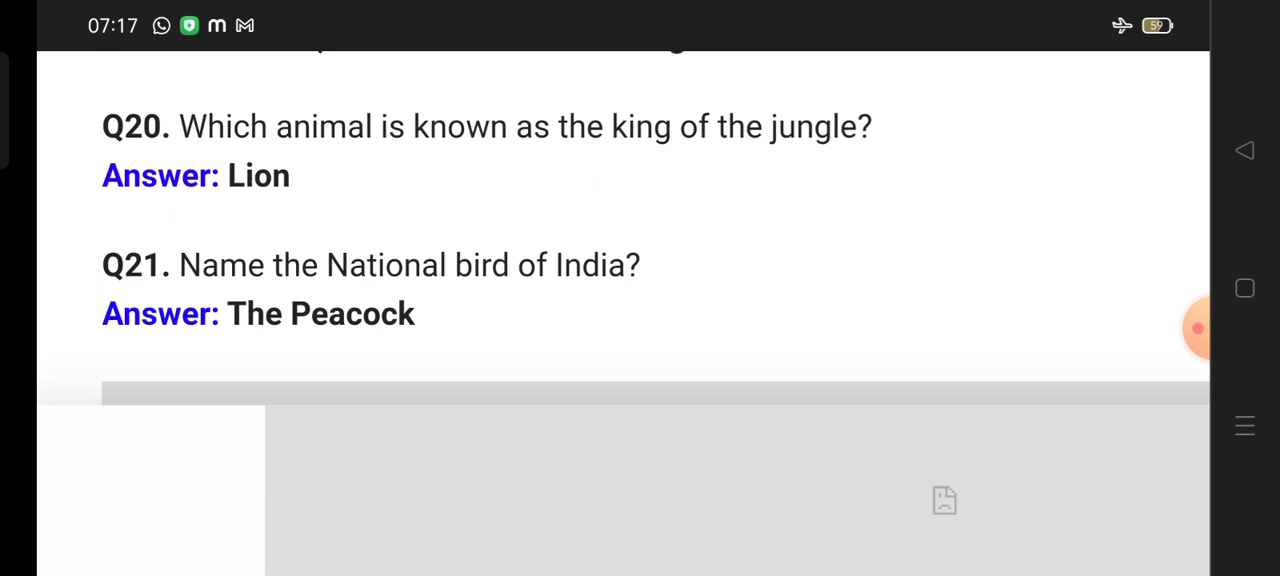 07:17
59
Q20. Which animal is known as the king of the jungle?
Answer: Lion
Q21. Name the National bird of India?
Answer: The Peacock